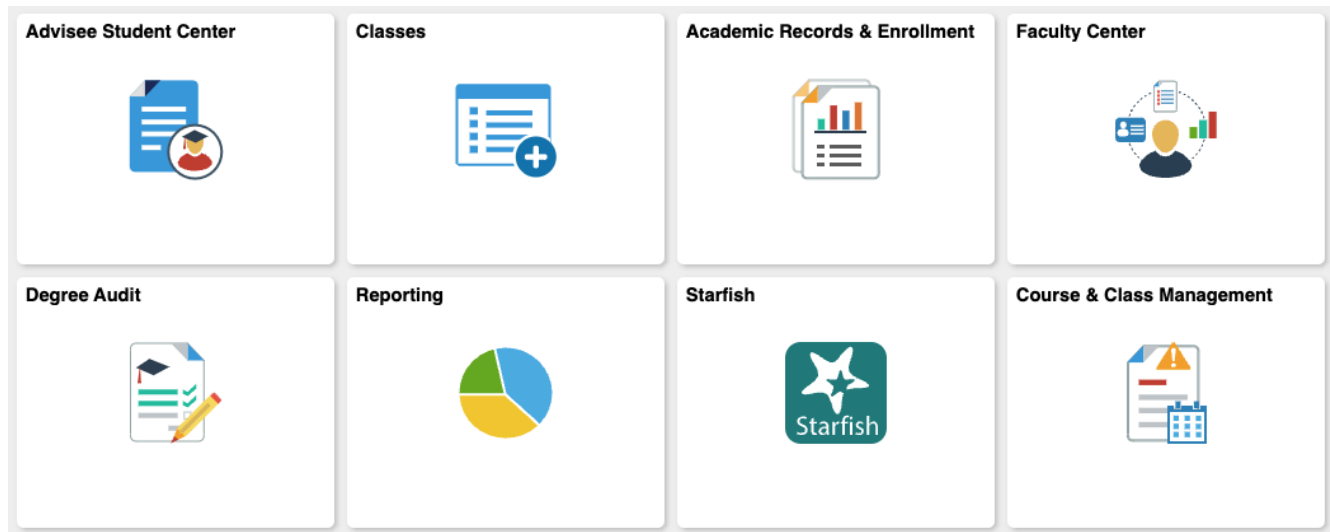 Advisee Student Center
Classes
Academic Records & Enrollment
Faculty Center
Degree Audit
Reporting
Starfish
Course & Class Management
Starfish